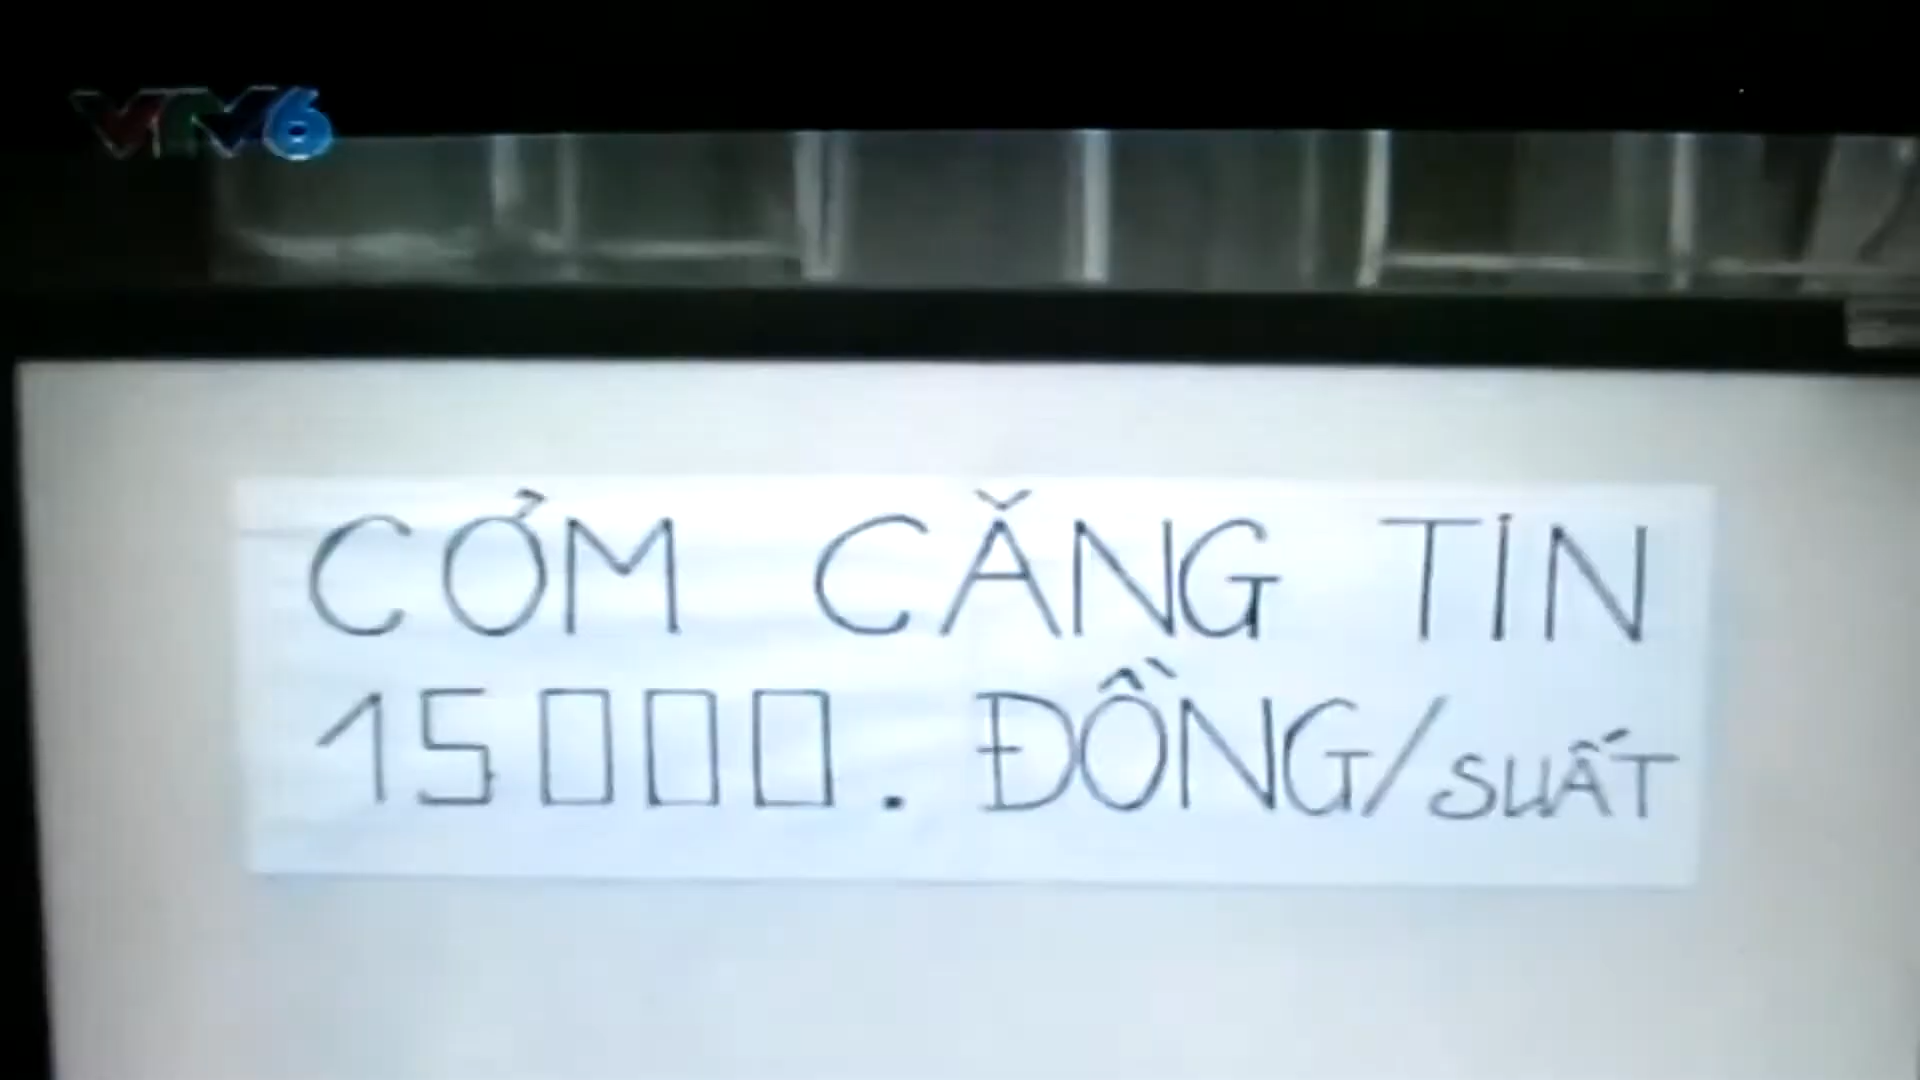 VTV6
CƠM CĂNG TIN
15000. ĐỒNG/SUẤT